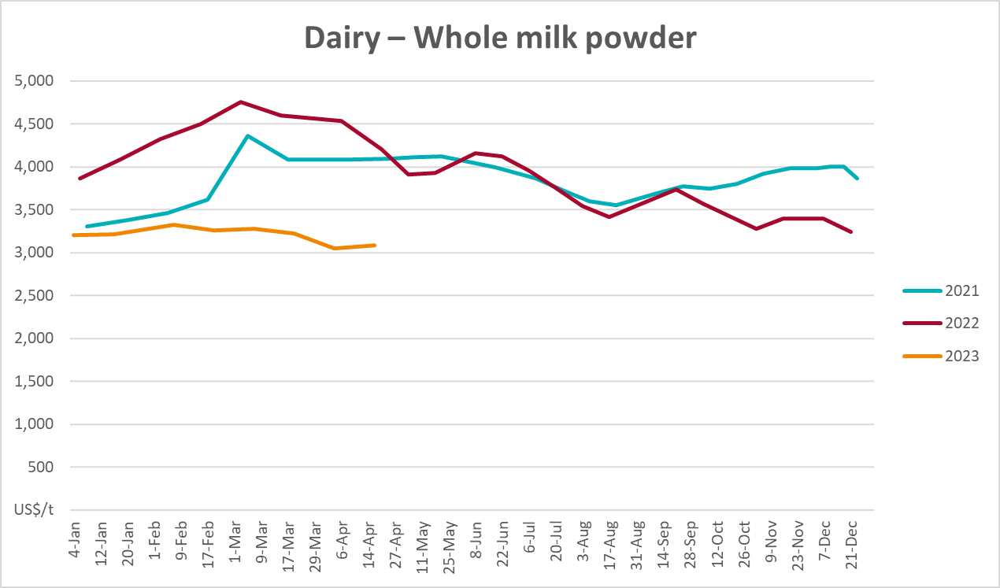 Dairy – Whole milk powder
5,000
4,500
4,000
3,500
3,000
2,500
2,000
1,500
1,000
500
US$/t
2021
2022
2023
4-Jan
12-Jan
20-Jan
1-Feb
9-Feb
17-Feb
1-Mar
9-Mar
17-Mar
29-Mar
6-Apr
14-Apr
27-Apr
11-May
25-May
8-Jun
22-Jun
6-Jul
20-Jul
3-Aug
17-Aug
31-Aug
14-Sep
28-Sep
12-Oct
26-Oct
9-Nov
23-Nov
7-Dec
21-Dec